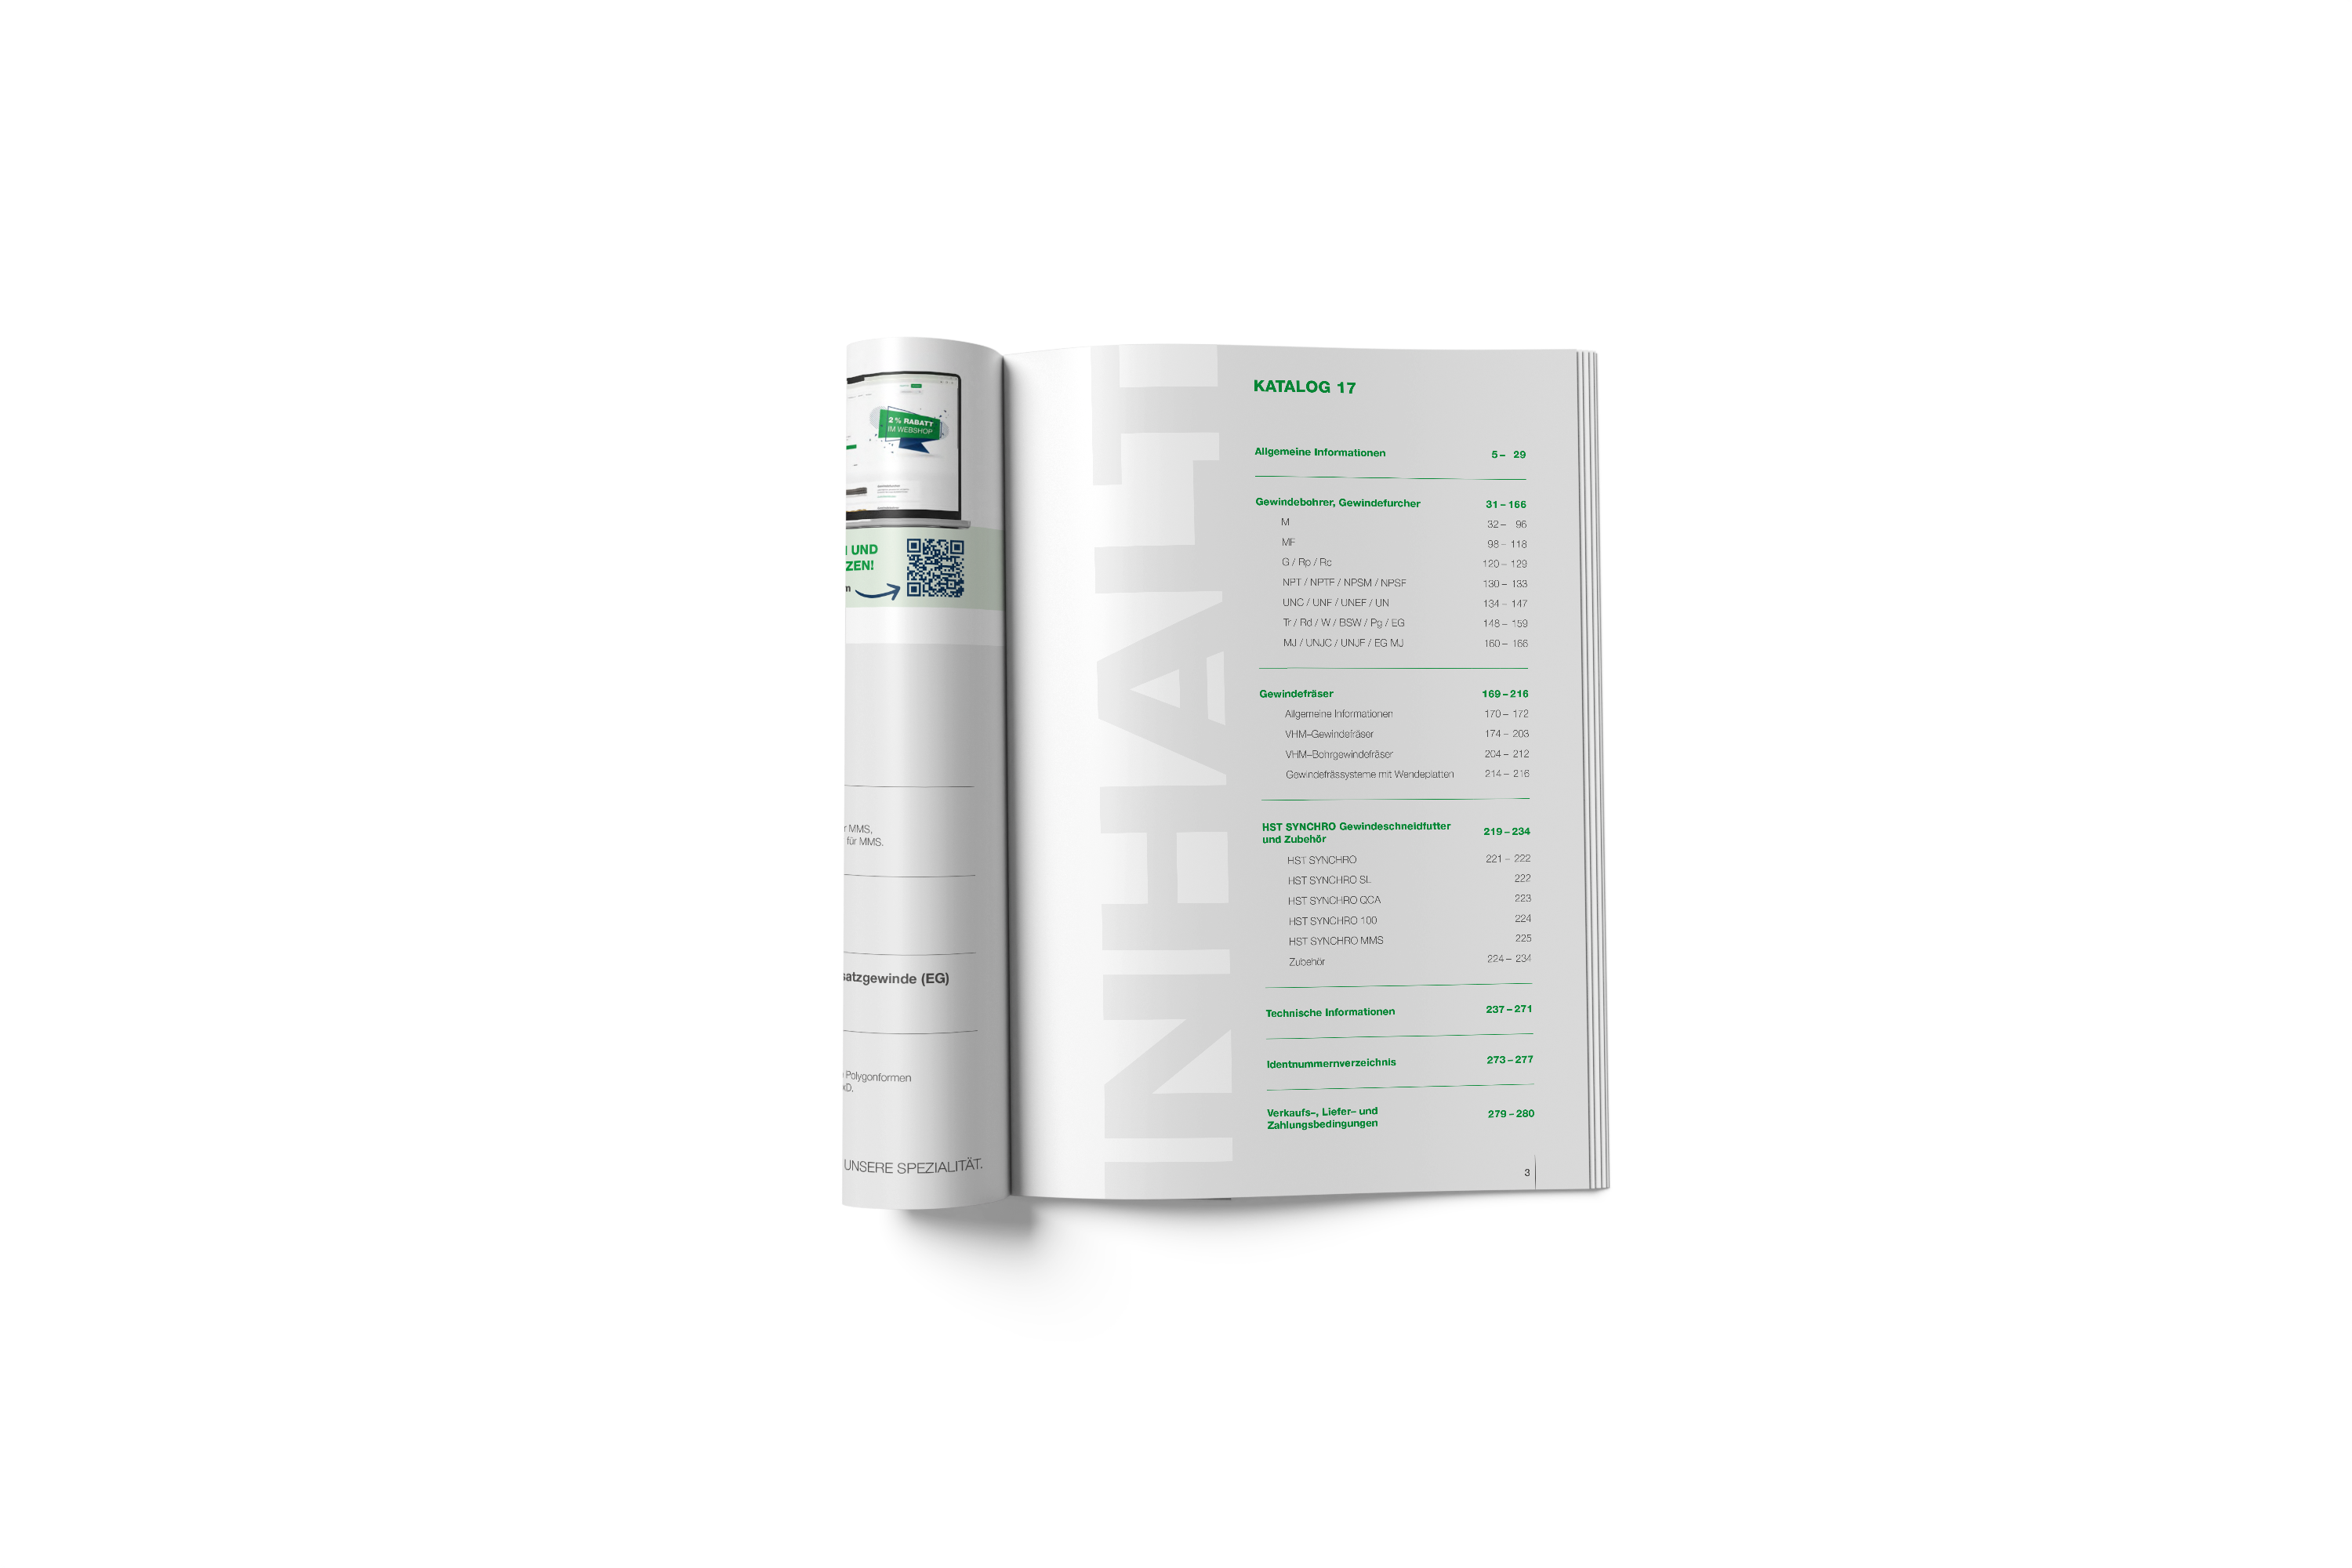 2 % RABATT
IM WEBSHOP
UND
ZEN!
für MMS.
satzgewinde (EG)
Polygonformen
UNSERE SPEZIALITÄT.
INHALT
KATALOG 17
Allgemeine Informationen 5 – 29
Gewindebohrer, Gewindefurcher 31 – 166
M 32 – 96
MF 98 – 118
G / Rp / Rc 120 – 129
NPT / NPTF / NPSM / NPSF 130 – 133
UNC / UNF / UNEF / UN 134 – 147
Tr / Rd / W / BSW / Pg / EG 148 – 159
MJ / UNJC / UNJF / EG MJ 160 – 166
Gewindefräser 169 – 216
Allgemeine Informationen 170 – 172
VHM–Gewindefräser 174 – 203
VHM–Bohrgewindefräser 204 – 212
Gewindefrässysteme mit Wendeplatten 214 – 216
HST SYNCHRO Gewindeschneidfutter
und Zubehör 219 – 234
HST SYNCHRO 221 – 222
HST SYNCHRO SL 222
HST SYNCHRO QCA 223
HST SYNCHRO 100 224
HST SYNCHRO MMS 225
Zubehör 224 – 234
Technische Informationen 237 – 271
Identnummernverzeichnis 273 – 277
Verkaufs–, Liefer– und
Zahlungsbedingungen 279 – 280
3